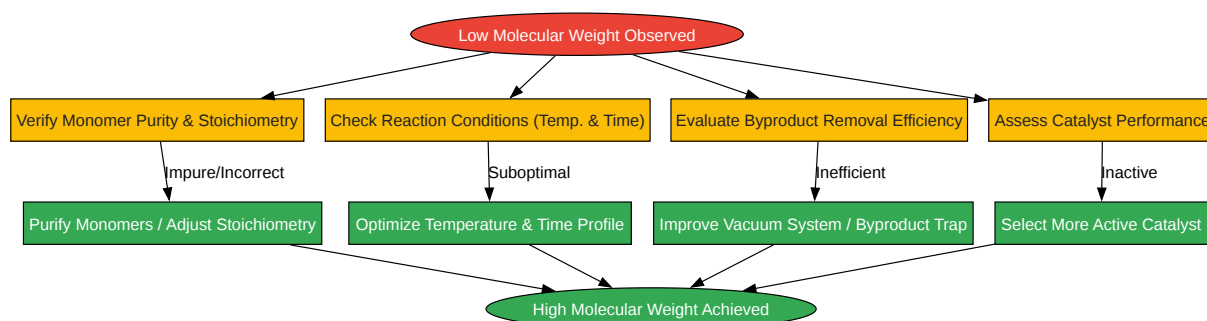 Low Molecular Weight Observed
Verify Monomer Purity & Stoichiometry
Check Reaction Conditions (Temp. & Time)
Evaluate Byproduct Removal Efficiency
Assess Catalyst Performance
Impure/Incorrect
Suboptimal
Inefficient
Inactive
Purify Monomers / Adjust Stoichiometry
Optimize Temperature & Time Profile
Improve Vacuum System / Byproduct Trap
Select More Active Catalyst
High Molecular Weight Achieved